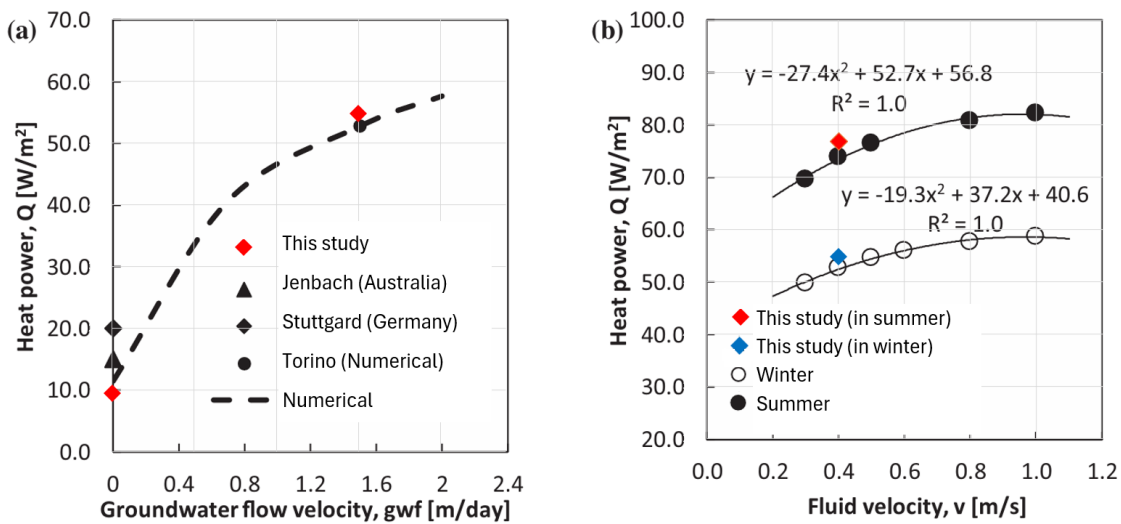 (a)
70.0
60.0
50.0
40.0
30.0
20.0
10.0
0.0
Heat power, Q [W/m²]
This study
Jenbach (Australia)
Stuttgard (Germany)
Torino (Numerical)
Numerical
0 0.4 0.8 1.2 1.6 2 2.4
Groundwater flow velocity, gwf [m/day]
(b)
100.0
90.0
80.0
70.0
60.0
50.0
40.0
30.0
20.0
Heat power, Q [W/m²]
y = -27.4x² + 52.7x + 56.8
R² = 1.0
y = -19.3x² + 37.2x + 40.6
R² = 1.0
This study (in summer)
This study (in winter)
Winter
Summer
0.0 0.2 0.4 0.6 0.8 1.0 1.2
Fluid velocity, v [m/s]